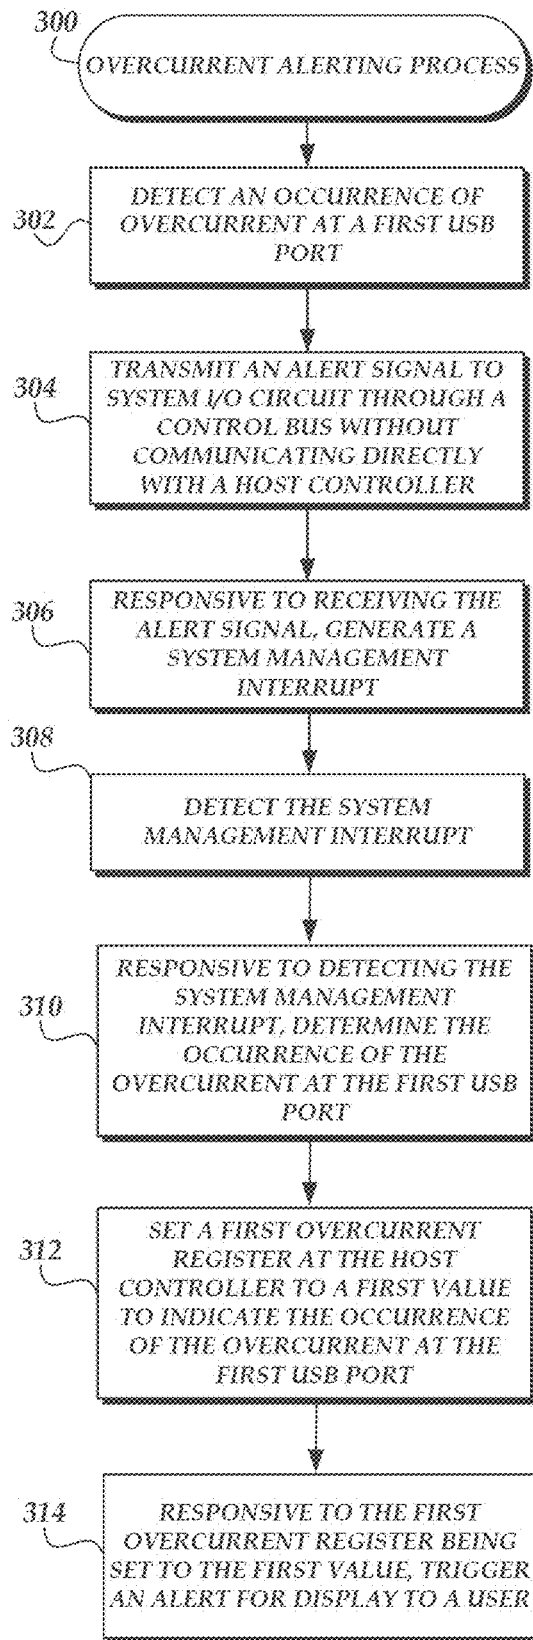 300
OVERCURRENT ALERTING PROCESS
302
DETECT AN OCCURRENCE OF
OVERCURRENT AT A FIRST USB
PORT
304
TRANSMIT AN ALERT SIGNAL TO
SYSTEM I/O CIRCUIT THROUGH A
CONTROL BUS WITHOUT
COMMUNICATING DIRECTLY
WITH A HOST CONTROLLER
306
RESPONSIVE TO RECEIVING THE
ALERT SIGNAL, GENERATE A
SYSTEM MANAGEMENT
INTERRUPT
308
DETECT THE SYSTEM
MANAGEMENT INTERRUPT
310
RESPONSIVE TO DETECTING THE
SYSTEM MANAGEMENT
INTERRUPT, DETERMINE THE
OCCURRENCE OF THE
OVERCURRENT AT THE FIRST USB
PORT
312
SET A FIRST OVERCURRENT
REGISTER AT THE HOST
CONTROLLER TO A FIRST VALUE
TO INDICATE THE OCCURRENCE
OF THE OVERCURRENT AT THE
FIRST USB PORT
314
RESPONSIVE TO THE FIRST
OVERCURRENT REGISTER BEING
SET TO THE FIRST VALUE, TRIGGER
AN ALERT FOR DISPLAY TO A USER